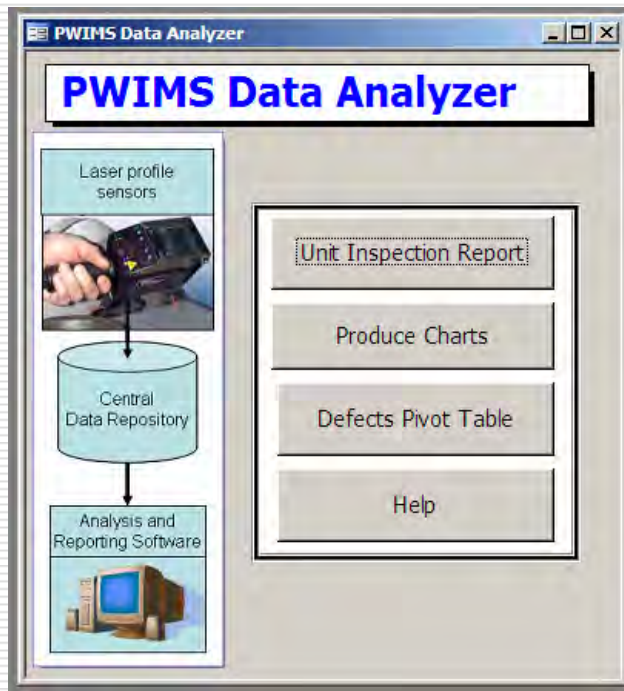 PWIMS Data Analyzer
PWIMS Data Analyzer
Laser profile
sensors
Central
Data Repository
Analysis and
Reporting Software
Unit Inspection Report
Produce Charts
Defects Pivot Table
Help